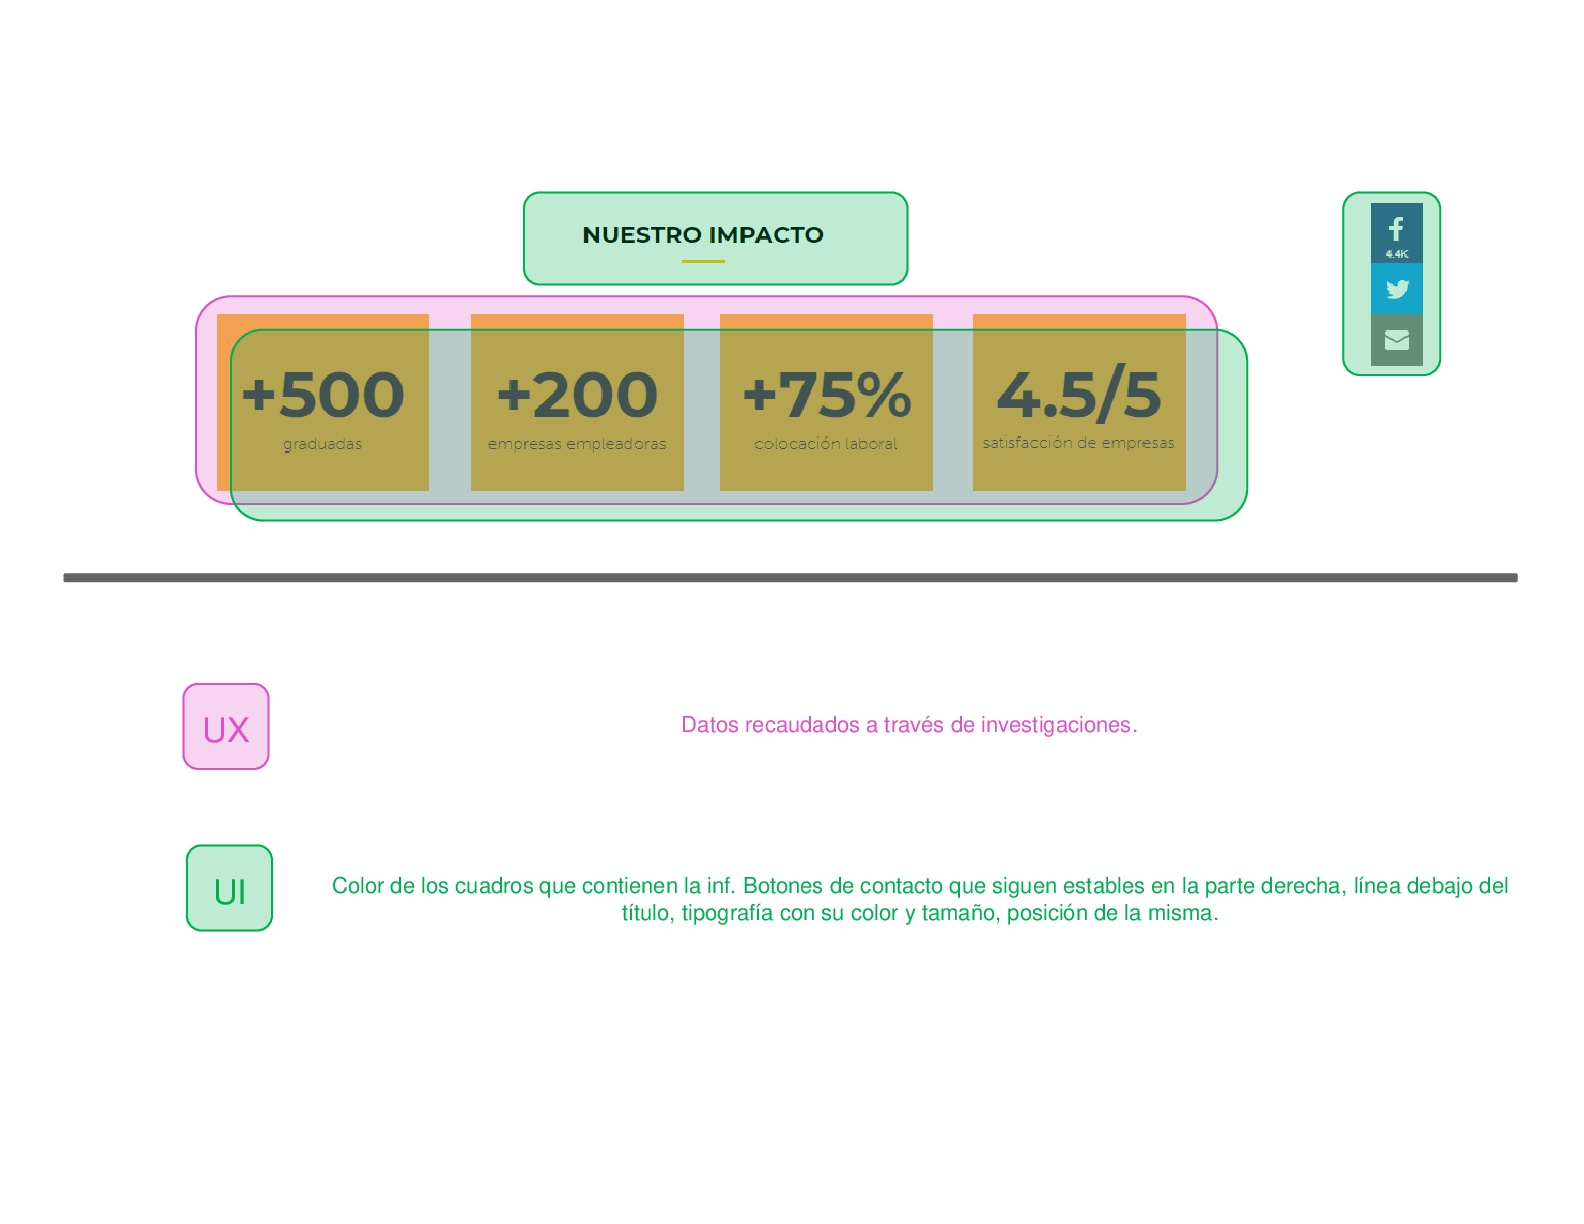 NUESTRO IMPACTO
4.4K
+500
graduadas
+200
empresas empleadoras
+75%
colocación laboral
4.5/5
satisfacción de empresas
UX
Datos recaudados a través de investigaciones.
UI
Color de los cuadros que contienen la inf. Botones de contacto que siguen estables en la parte derecha, línea debajo del
título, tipografía con su color y tamaño, posición de la misma.